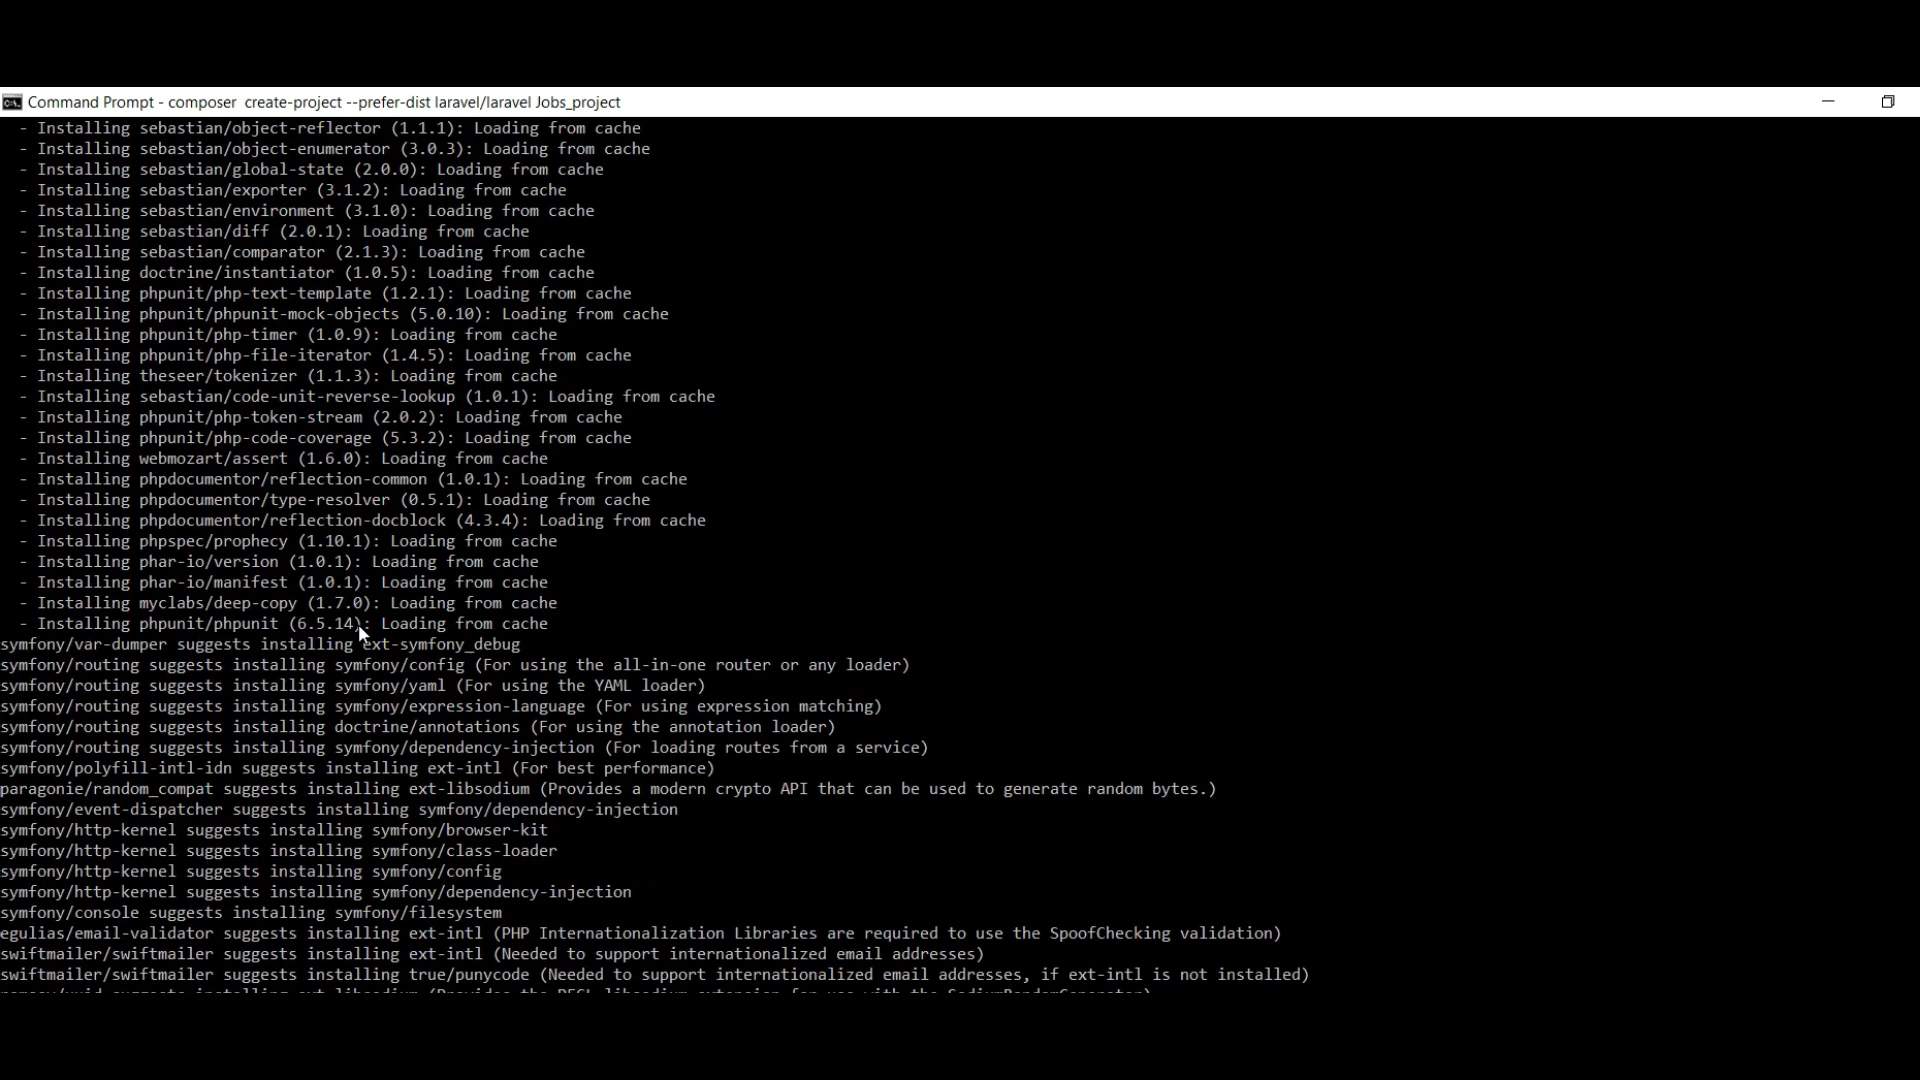 Command Prompt - composer  create-project --prefer-dist laravel/laravel Jobs_project
- Installing sebastian/object-reflector (1.1.1): Loading from cache
- Installing sebastian/object-enumerator (3.0.3): Loading from cache
- Installing sebastian/global-state (2.0.0): Loading from cache
- Installing sebastian/exporter (3.1.2): Loading from cache
- Installing sebastian/environment (3.1.0): Loading from cache
- Installing sebastian/diff (2.0.1): Loading from cache
- Installing sebastian/comparator (2.1.3): Loading from cache
- Installing doctrine/instantiator (1.0.5): Loading from cache
- Installing phpunit/php-text-template (1.2.1): Loading from cache
- Installing phpunit/phpunit-mock-objects (5.0.10): Loading from cache
- Installing phpunit/php-timer (1.0.9): Loading from cache
- Installing phpunit/php-file-iterator (1.4.5): Loading from cache
- Installing theseer/tokenizer (1.1.3): Loading from cache
- Installing sebastian/code-unit-reverse-lookup (1.0.1): Loading from cache
- Installing phpunit/php-token-stream (2.0.2): Loading from cache
- Installing phpunit/php-code-coverage (5.3.2): Loading from cache
- Installing webmozart/assert (1.6.0): Loading from cache
- Installing phpdocumentor/reflection-common (1.0.1): Loading from cache
- Installing phpdocumentor/type-resolver (0.5.1): Loading from cache
- Installing phpdocumentor/reflection-docblock (4.3.4): Loading from cache
- Installing phpspec/prophecy (1.10.1): Loading from cache
- Installing phar-io/version (1.0.1): Loading from cache
- Installing phar-io/manifest (1.0.1): Loading from cache
- Installing myclabs/deep-copy (1.7.0): Loading from cache
- Installing phpunit/phpunit (6.5.14): Loading from cache
symfony/var-dumper suggests installing ext-symfony_debug
symfony/routing suggests installing symfony/config (For using the all-in-one router or any loader)
symfony/routing suggests installing symfony/yaml (For using the YAML loader)
symfony/routing suggests installing symfony/expression-language (For using expression matching)
symfony/routing suggests installing doctrine/annotations (For using the annotation loader)
symfony/routing suggests installing symfony/dependency-injection (For loading routes from a service)
symfony/polyfill-intl-idn suggests installing ext-intl (For best performance)
paragonie/random_compat suggests installing ext-libsodium (Provides a modern crypto API that can be used to generate random bytes.)
symfony/event-dispatcher suggests installing symfony/dependency-injection
symfony/http-kernel suggests installing symfony/browser-kit
symfony/http-kernel suggests installing symfony/class-loader
symfony/http-kernel suggests installing symfony/config
symfony/http-kernel suggests installing symfony/dependency-injection
symfony/console suggests installing symfony/filesystem
egulias/email-validator suggests installing ext-intl (PHP Internationalization Libraries are required to use the SpoofChecking validation)
swiftmailer/swiftmailer suggests installing ext-intl (Needed to support internationalized email addresses)
swiftmailer/swiftmailer suggests installing true/punycode (Needed to support internationalized email addresses, if ext-intl is not installed)